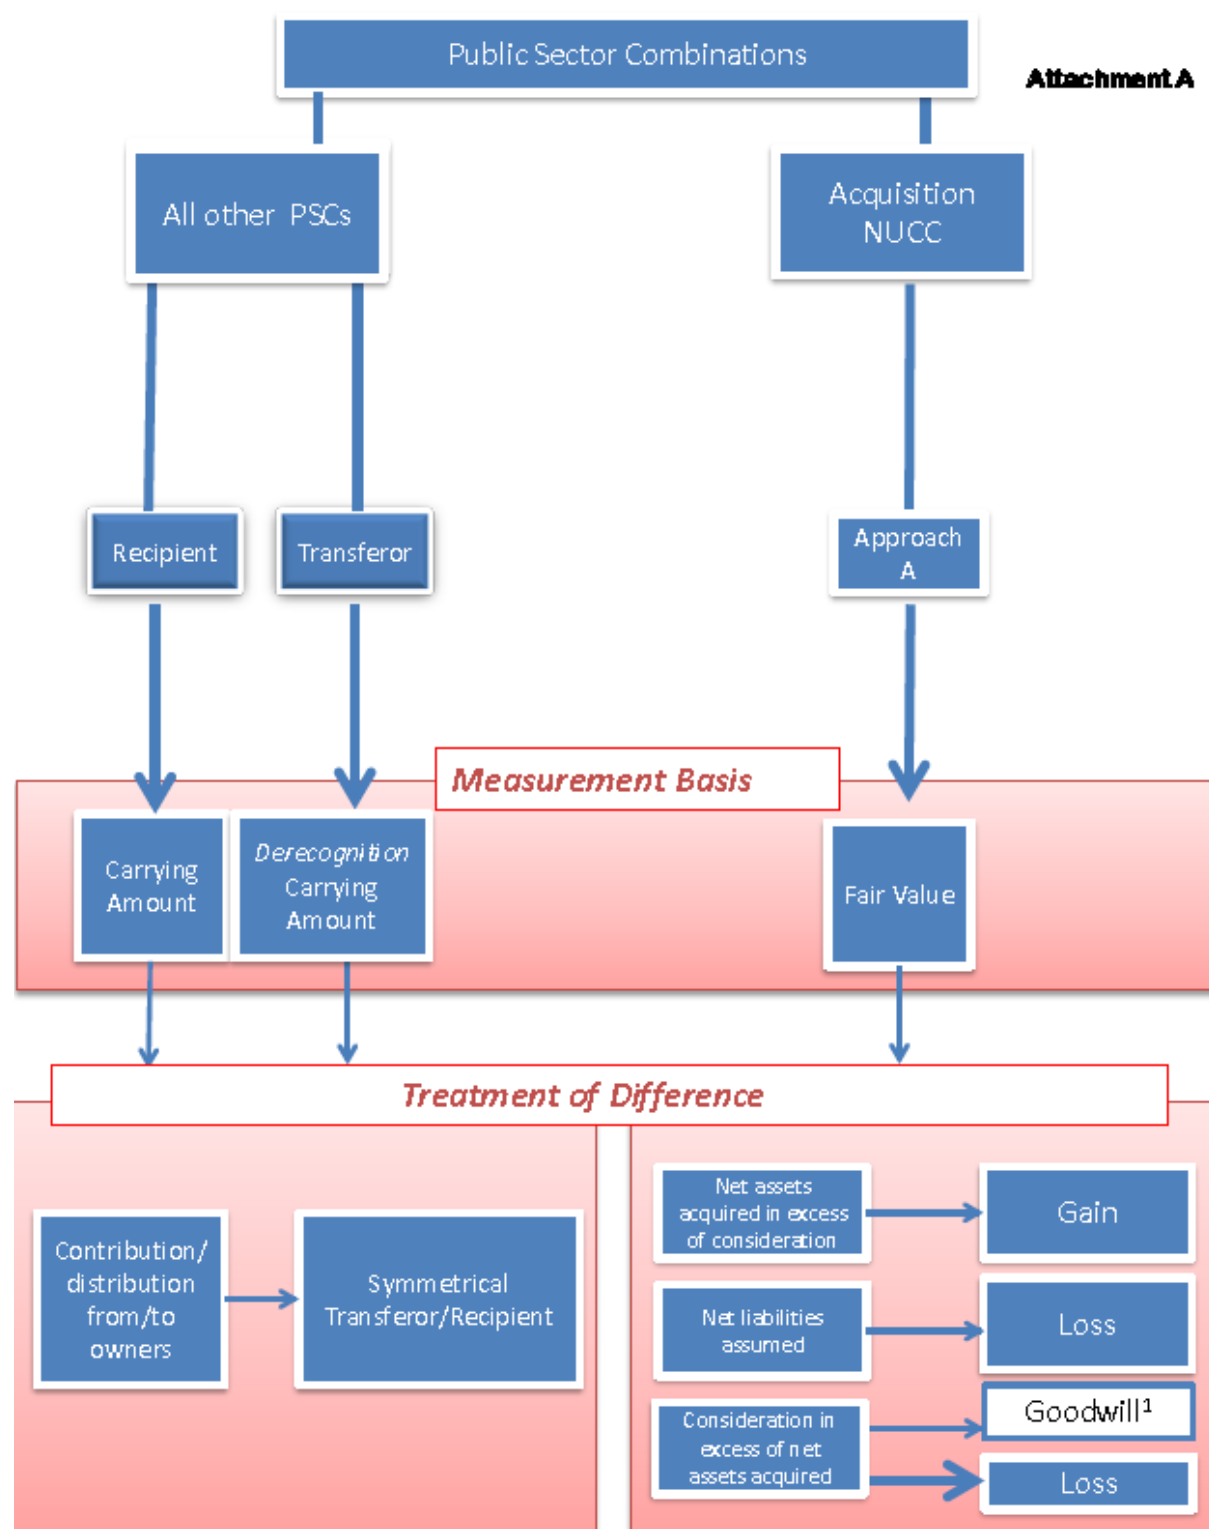 Public Sector Combinations
Attachment A
All other PSCs
Acquisition
NUCC
Recipient
Transferor
Approach
A
Measurement Basis
Carrying
Amount
Derecognition
Carrying
Amount
Fair Value
Treatment of Difference
Contribution/
distribution
from/to
owners
Symmetrical
Transferor/Recipient
Net assets
acquired in excess
of consideration
Gain
Net liabilities
assumed
Loss
Consideration in
excess of net
assets acquired
Goodwill¹
Loss